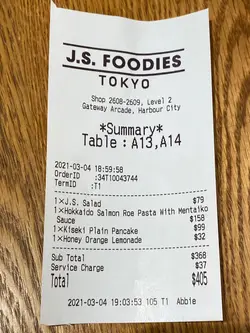 J.S. FOODIES
TOKYO
Shop 2608-2609, Level 2
Gateway Arcade, Harbour City
*Summary*
Table : A13,A14
2021-03-04 18:59:58
OrderID :34T10043744
TermID :T1
1×J.S. Salad $79
1×Hokkaido Salmon Roe Pasta With Mentaiko
Sauce $158
1×Kiseki Plain Pancake $99
1×Honey Orange Lemonade $32
Sub Total $368
Service Charge $37
Total $405
2021-03-04 19:03:53 105 T1 Abbie